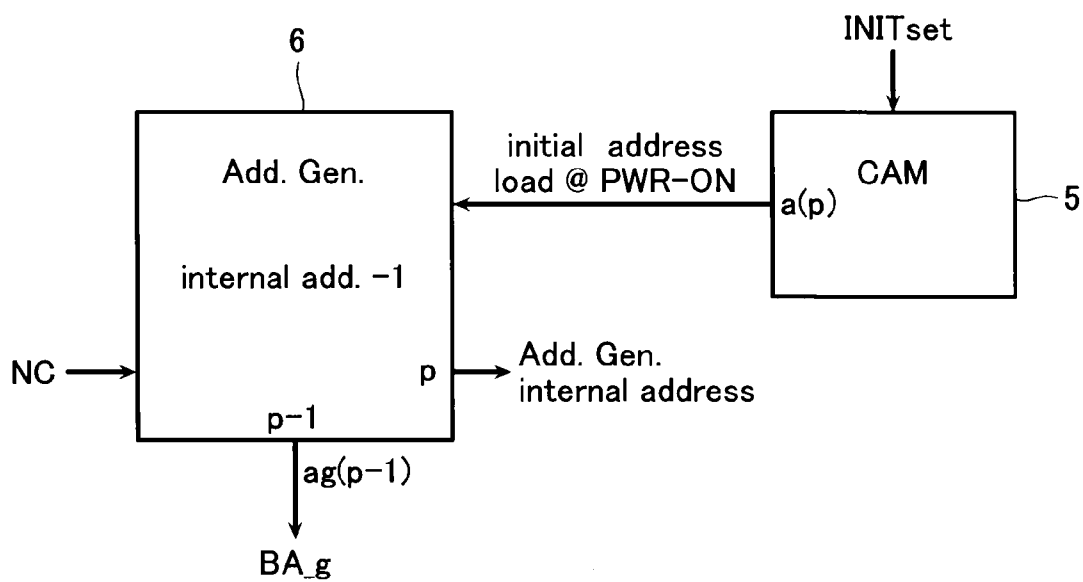 INITset
6
Add. Gen.
initial address
load @ PWR-ON
CAM
a(p)
5
internal add. -1
NC
p
Add. Gen.
internal address
p-1
ag(p-1)
BA_g